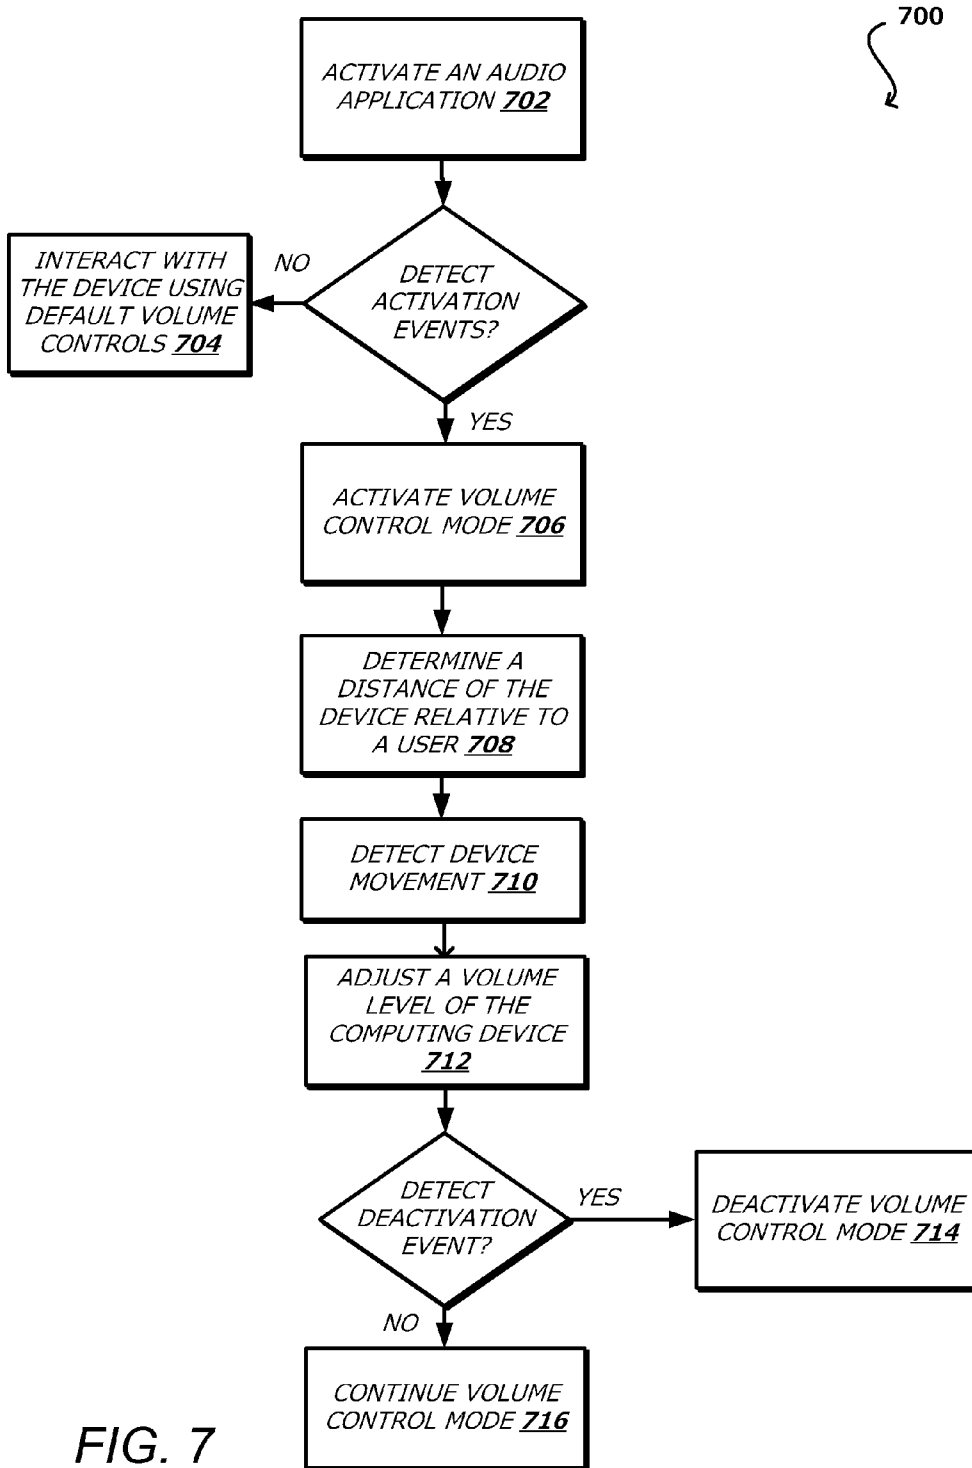 700
ACTIVATE AN AUDIO
APPLICATION 702
DETECT
ACTIVATION
EVENTS?
NO
INTERACT WITH
THE DEVICE USING
DEFAULT VOLUME
CONTROLS 704
YES
ACTIVATE VOLUME
CONTROL MODE 706
DETERMINE A
DISTANCE OF THE
DEVICE RELATIVE TO
A USER 708
DETECT DEVICE
MOVEMENT 710
ADJUST A VOLUME
LEVEL OF THE
COMPUTING DEVICE
712
DETECT
DEACTIVATION
EVENT?
YES
DEACTIVATE VOLUME
CONTROL MODE 714
NO
CONTINUE VOLUME
CONTROL MODE 716
FIG. 7